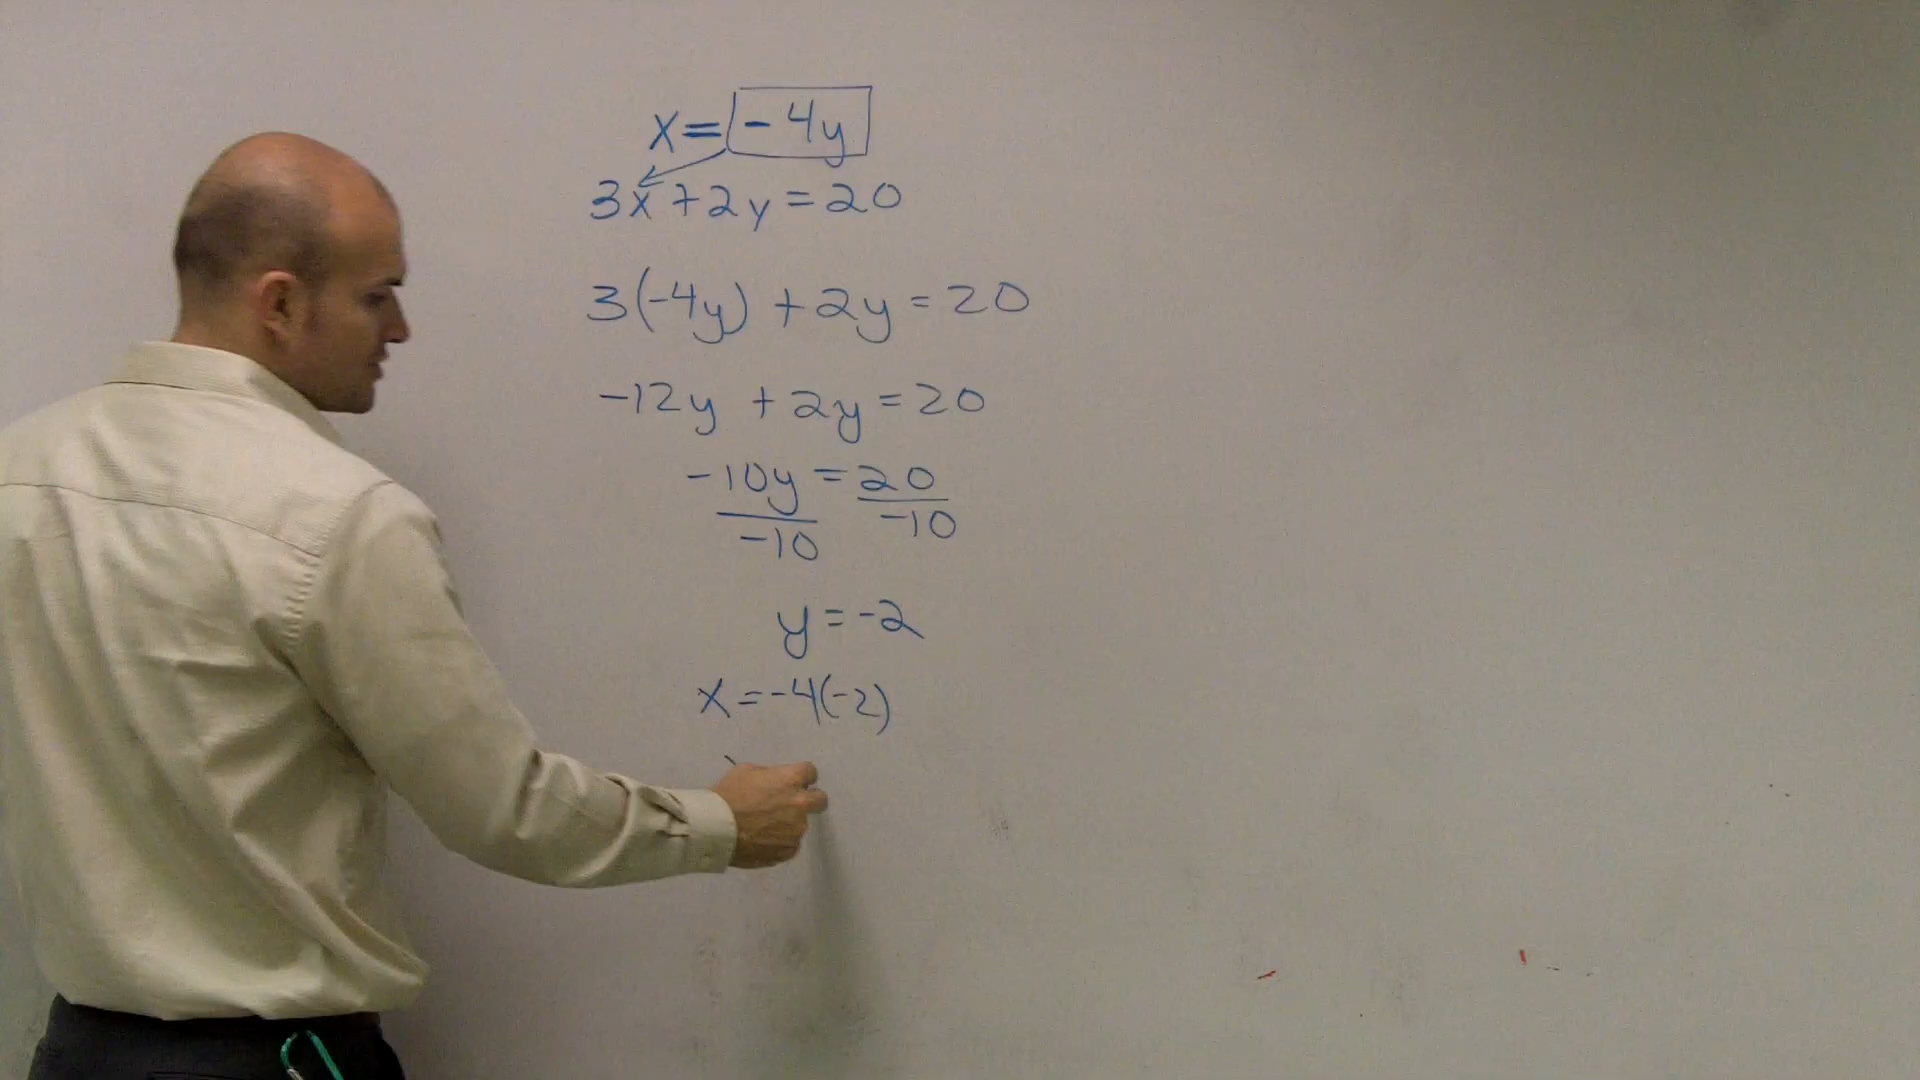 x = -4y
3x + 2y = 20
3(-4y) + 2y = 20
-12y + 2y = 20
-10y = 20
-10 -10
y = -2
x = -4(-2)